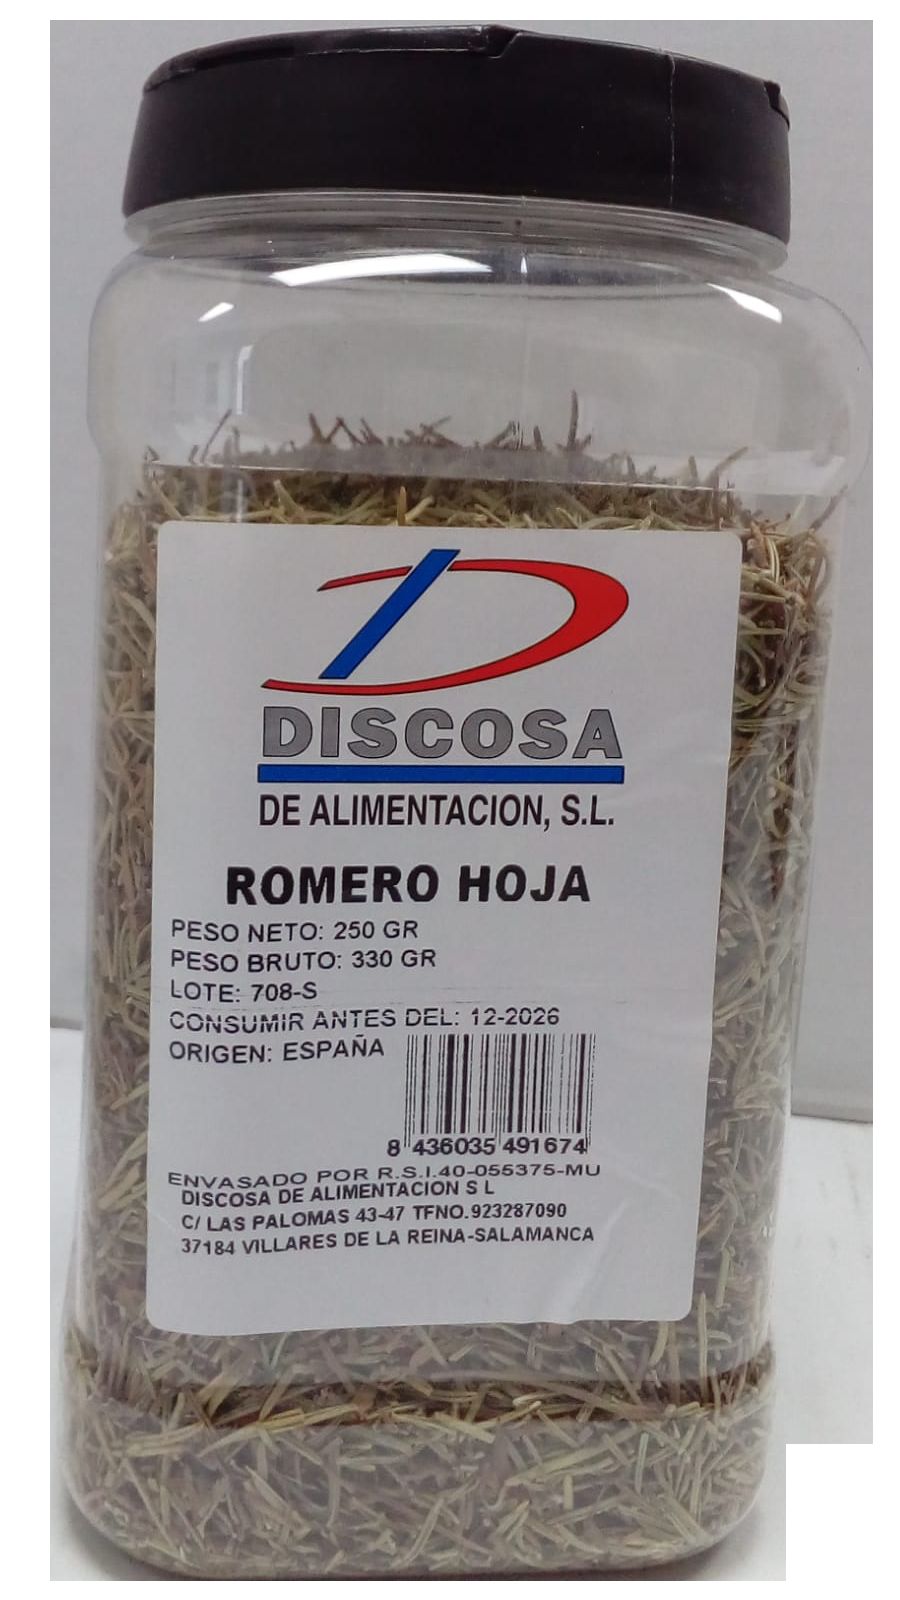 DISCOSA
DE ALIMENTACION, S.L.
ROMERO HOJA
PESO NETO: 250 GR
PESO BRUTO: 330 GR
LOTE: 708-S
CONSUMIR ANTES DEL: 12-2026
ORIGEN: ESPAÑA
8 436035 491674
ENVASADO POR R.S.I.40-055375-MU
DISCOSA DE ALIMENTACION S L
C/ LAS PALOMAS 43-47 TFNO.923287090
37184 VILLARES DE LA REINA-SALAMANCA